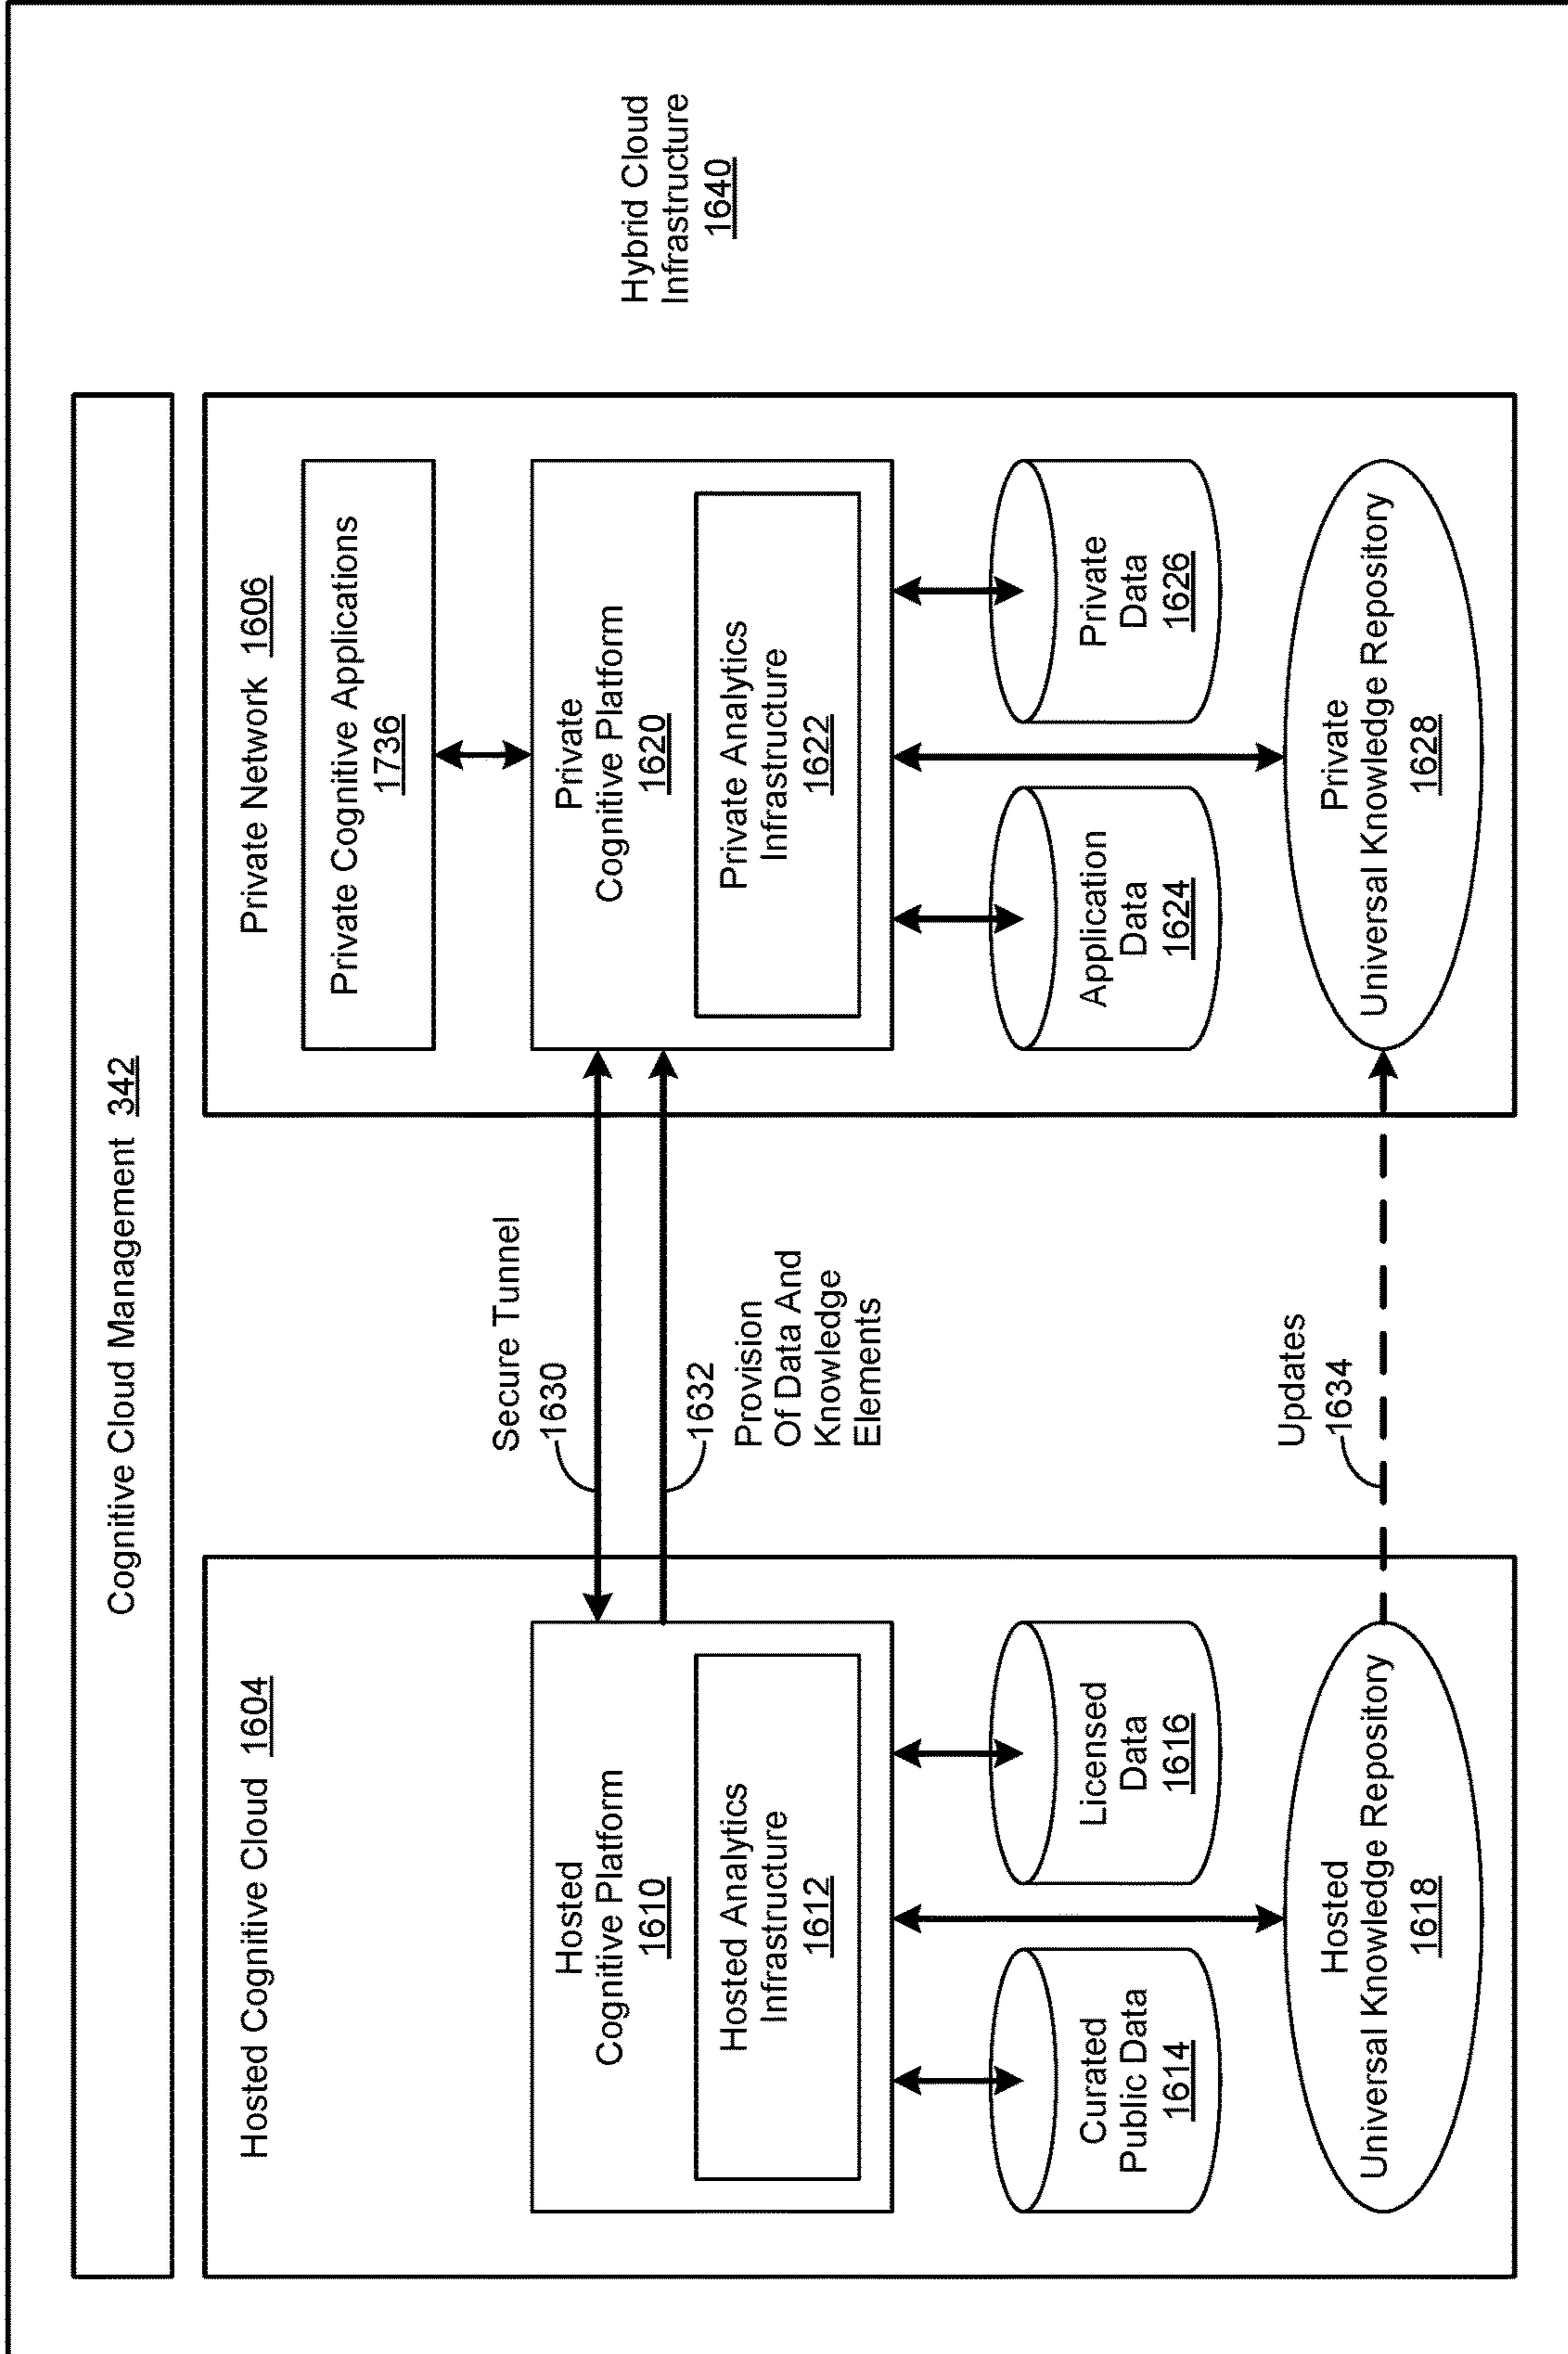 Cognitive Cloud Management 342
Hosted Cognitive Cloud 1604
Hosted
Cognitive Platform
1610
Hosted Analytics
Infrastructure
1612
Curated
Public Data
1614
Licensed
Data
1616
Hosted
Universal Knowledge Repository
1618
Secure Tunnel
1630
1632
Provision
Of Data And
Knowledge
Elements
Updates
1634
Private Network 1606
Private Cognitive Applications
1736
Private
Cognitive Platform
1620
Private Analytics
Infrastructure
1622
Application
Data
1624
Private
Data
1626
Private
Universal Knowledge Repository
1628
Hybrid Cloud
Infrastructure
1640